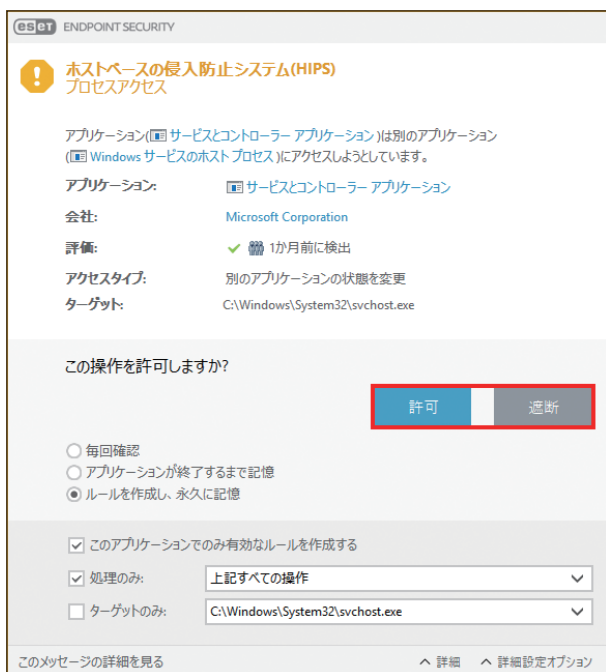 eset ENDPOINT SECURITY
ホストベースの侵入防止システム(HIPS)
プロセスアクセス
アプリケーション(サービスとコントローラー アプリケーション)は別のアプリケーション
(Windows サービスのホスト プロセス)にアクセスしようとしています。
アプリケーション: サービスとコントローラー アプリケーション
会社: Microsoft Corporation
評価: 1か月前に検出
アクセスタイプ: 別のアプリケーションの状態を変更
ターゲット: C:\Windows\System32\svchost.exe
この操作を許可しますか?
許可 遮断
毎回確認
アプリケーションが終了するまで記憶
ルールを作成し、永久に記憶
このアプリケーションでのみ有効なルールを作成する
処理のみ: 上記すべての操作
ターゲットのみ: C:\Windows\System32\svchost.exe
このメッセージの詳細を見る 詳細 詳細設定オプション